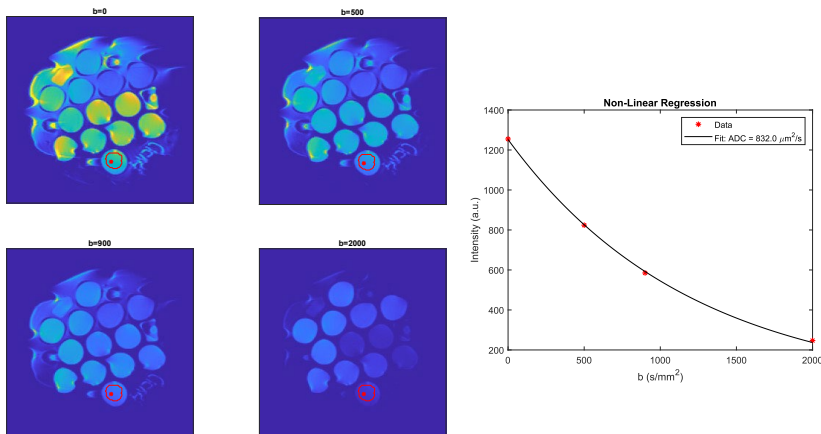 b=0
b=500
b=900
b=2000
Non-Linear Regression
Data
Fit: ADC = 832.0 μm²/s
Intensity (a.u.)
1400
1200
1000
800
600
400
200
0
500
1000
1500
2000
b (s/mm²)